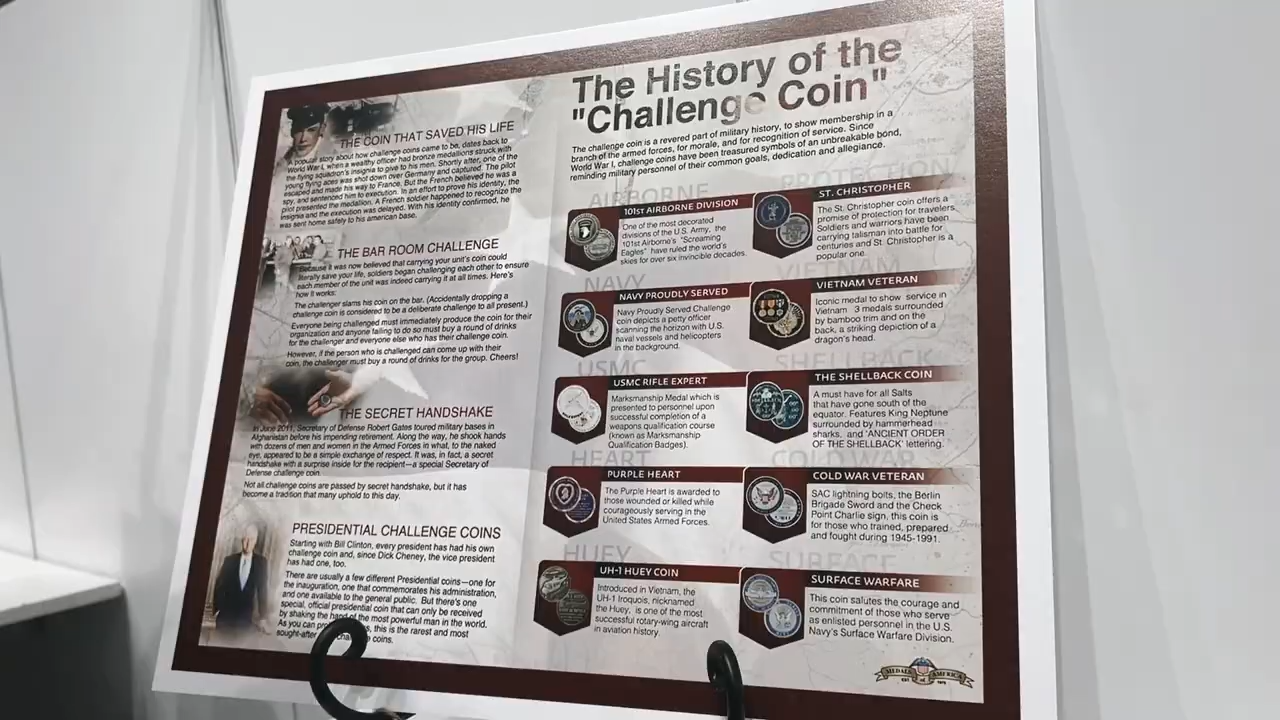 The History of the
"Challenge Coin"
The challenge coin is a revered part of military history, to show membership in a
branch of the armed forces, for morale, and for recognition of service. Since
World War I, challenge coins have been treasured symbols of an unbreakable bond,
reminding military personnel of their common goals, dedication and allegiance.
THE COIN THAT SAVED HIS LIFE
A popular story about how challenge coins came to be, dates back to
World War I, when a wealthy officer had bronze medallions struck with
the flying squadron's insignia to give to his men. Shortly after, one of the
young flying aces was shot down over Germany and captured. The pilot
escaped and made his way to France. But the French believed he was a
spy, and sentenced him to execution. In an effort to prove his identity, the
pilot presented the medallion. A French soldier happened to recognize the
insignia and the execution was delayed. With his identity confirmed, he
was sent home safely to his american base.
THE BAR ROOM CHALLENGE
Because it was now believed that carrying your unit's coin could
literally save your life, soldiers began challenging each other to ensure
each member of the unit was indeed carrying it at all times. Here's
how it works:
The challenger slams his coin on the bar. (Accidentally dropping a
challenge coin is considered to be a deliberate challenge to all present.)
Everyone being challenged must immediately produce the coin for their
organization and anyone failing to do so must buy a round of drinks
for the challenger and everyone else who has their challenge coin.
However, if the person who is challenged can come up with their
coin, the challenger must buy a round of drinks for the group. Cheers!
THE SECRET HANDSHAKE
In June 2011, Secretary of Defense Robert Gates toured military bases in
Afghanistan before his impending retirement. Along the way, he shook hands
with dozens of men and women in the Armed Forces in what, to the naked
eye, appeared to be a simple exchange of respect. It was, in fact, a secret
handshake with a surprise inside for the recipient—a special Secretary of
Defense challenge coin.
Not all challenge coins are passed by secret handshake, but it has
become a tradition that many uphold to this day.
PRESIDENTIAL CHALLENGE COINS
Starting with Bill Clinton, every president has had his own
challenge coin and, since Dick Cheney, the vice president
has had one, too.
There are usually a few different Presidential coins—one for
the inauguration, one that commemorates his administration,
and one available to the general public. But there's one
special, official presidential coin that can only be received
by shaking the hand of the most powerful man in the world.
As you can this is the rarest and most
sought-after coins.
AIRBORNE
101st AIRBORNE DIVISION
One of the most decorated
divisions of the U.S. Army, the
101st Airborne's "Screaming
Eagles" have ruled the world's
skies for over six invincible decades.
NAVY
NAVY PROUDLY SERVED
Navy Proudly Served Challenge
coin depicts a petty officer
scanning the horizon with U.S.
naval vessels and helicopters
in the background.
USMC
USMC RIFLE EXPERT
Marksmanship Medal which is
presented to personnel upon
successful completion of a
weapons qualification course
(known as Marksmanship
Qualification Badges).
HEART
PURPLE HEART
The Purple Heart is awarded to
those wounded or killed while
courageously serving in the
United States Armed Forces.
HUEY
UH-1 HUEY COIN
Introduced in Vietnam, the
UH-1 Iroquois, nicknamed
the Huey, is one of the most
successful rotary-wing aircraft
in aviation history.
PROTECTION
ST. CHRISTOPHER
The St. Christopher coin offers a
promise of protection for travelers.
Soldiers and warriors have been
carrying talisman into battle for
centuries and St. Christopher is a
popular one.
VIETNAM
VIETNAM VETERAN
Iconic medal to show service in
Vietnam 3 medals surrounded
by bamboo trim and on the
back, a striking depiction of a
dragon's head.
SHELLBACK
THE SHELLBACK COIN
A must have for all Salts
that have gone south of the
equator. Features King Neptune
surrounded by hammerhead
sharks, and 'ANCIENT ORDER
OF THE SHELLBACK' lettering.
COLD WAR
COLD WAR VETERAN
SAC lightning bolts, the Berlin
Brigade Sword and the Check
Point Charlie sign, this coin is
for those who trained, prepared
and fought during 1945-1991.
SURFACE
SURFACE WARFARE
This coin salutes the courage and
commitment of those who serve
as enlisted personnel in the U.S.
Navy's Surface Warfare Division.
MEDALS of AMERICA